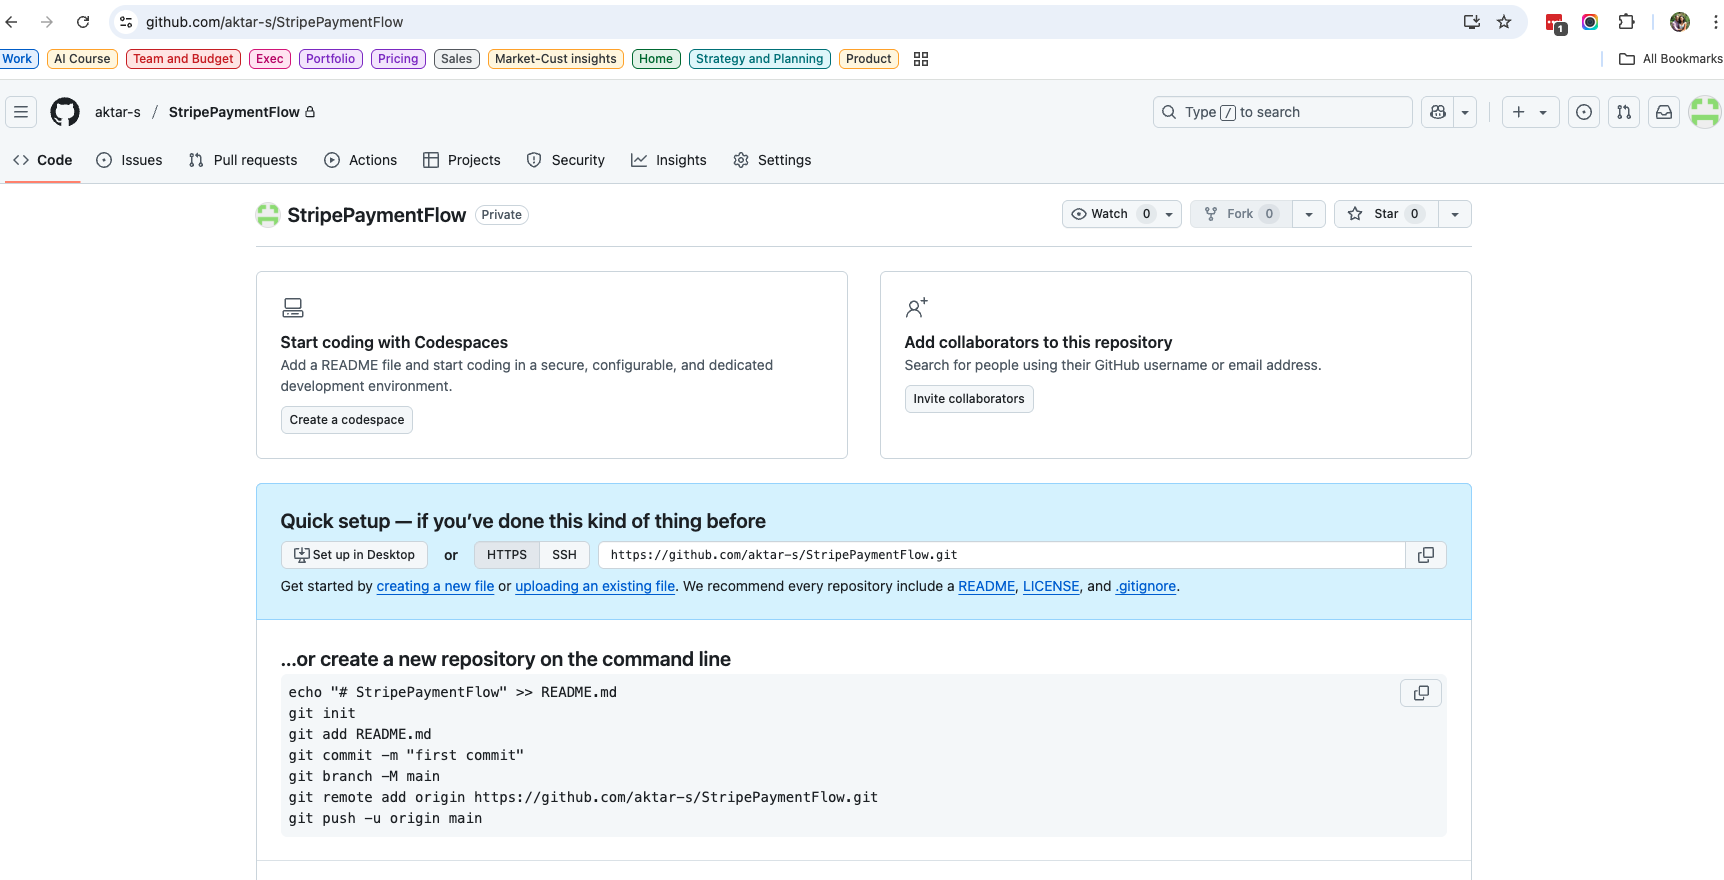 github.com/aktar-s/StripePaymentFlow
1
Work AI Course Team and Budget Exec Portfolio Pricing Sales Market-Cust insights Home Strategy and Planning Product All Bookmarks
aktar-s / StripePaymentFlow Type / to search
Code Issues Pull requests Actions Projects Security Insights Settings
StripePaymentFlow Private Watch 0 Fork 0 Star 0
Start coding with Codespaces
Add a README file and start coding in a secure, configurable, and dedicated
development environment.
Create a codespace
Add collaborators to this repository
Search for people using their GitHub username or email address.
Invite collaborators
Quick setup — if you’ve done this kind of thing before
Set up in Desktop or HTTPS SSH https://github.com/aktar-s/StripePaymentFlow.git
Get started by creating a new file or uploading an existing file. We recommend every repository include a README, LICENSE, and .gitignore.
…or create a new repository on the command line
echo "# StripePaymentFlow" >> README.md
git init
git add README.md
git commit -m "first commit"
git branch -M main
git remote add origin https://github.com/aktar-s/StripePaymentFlow.git
git push -u origin main